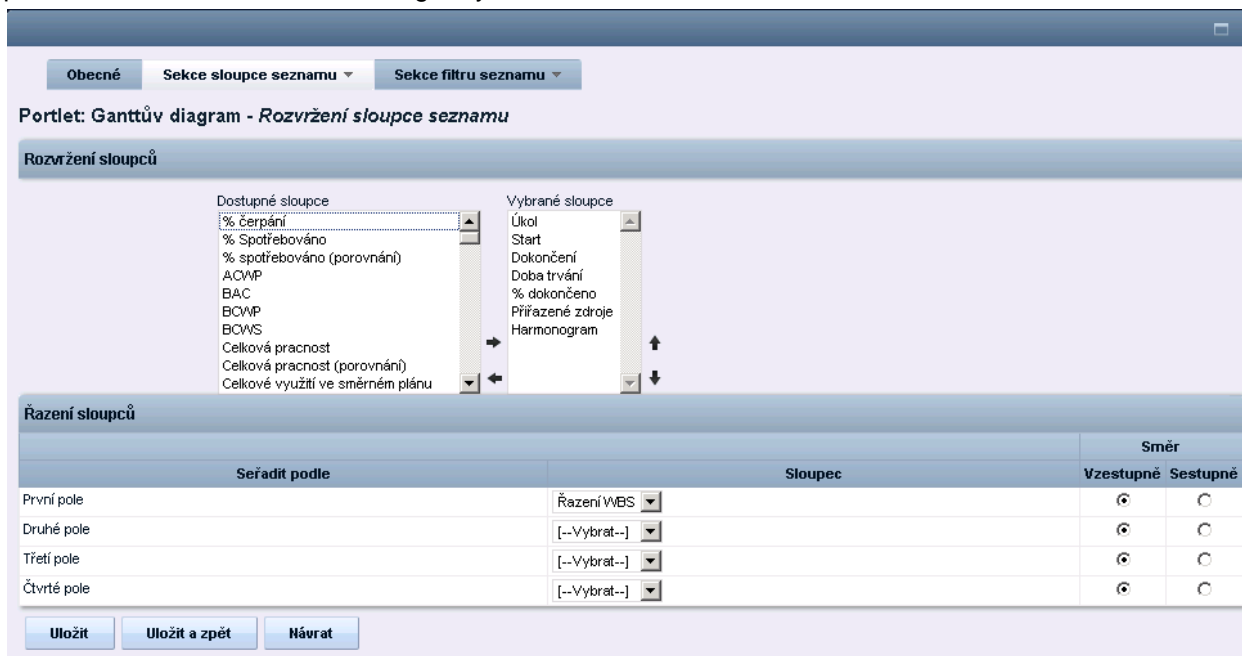 Obecné Sekce sloupce seznamu Sekce filtru seznamu
Portlet: Ganttův diagram - Rozvržení sloupce seznamu
Rozvržení sloupců
Dostupné sloupce Vybrané sloupce
% čerpání Úkol
% Spotřebováno Start
% spotřebováno (porovnání) Dokončení
ACWP Doba trvání
BAC % dokončeno
BCWP Přiřazené zdroje
BCWS Harmonogram
Celková pracnost
Celková pracnost (porovnání)
Celkové využití ve směrném plánu
Řazení sloupců
Směr
Seřadit podle Sloupec Vzestupně Sestupně
První pole Řazení WBS
Druhé pole [--Vybrat--]
Třetí pole [--Vybrat--]
Čtvrté pole [--Vybrat--]
Uložit Uložit a zpět Návrat